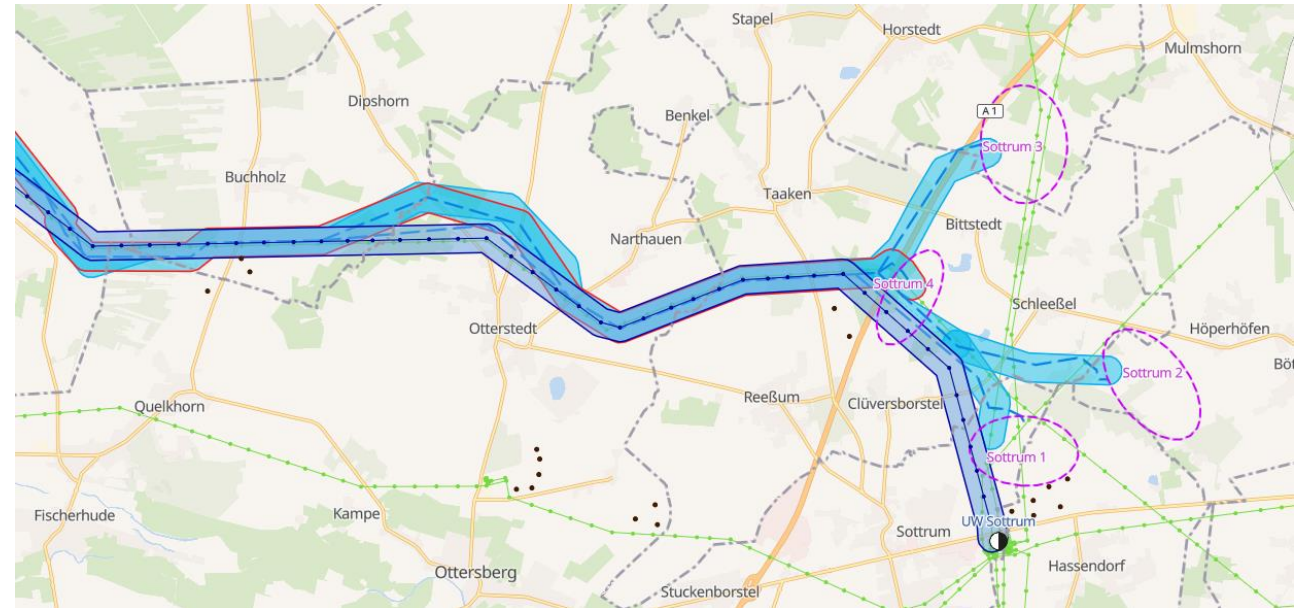 Stapel
Horstedt
Mulmshorn
Dipshorn
Benkel
A 1
Sottrum 3
Buchholz
Taaken
Bittstedt
Narthauen
Sottrum 4
Schleeßel
Otterstedt
Höperhöfen
Böt
Sottrum 2
Quelkhorn
Reeßum
Clüversborstel
Sottrum 1
Fischerhude
Kampe
UW Sottrum
Sottrum
Hassendorf
Ottersberg
Stuckenborstel